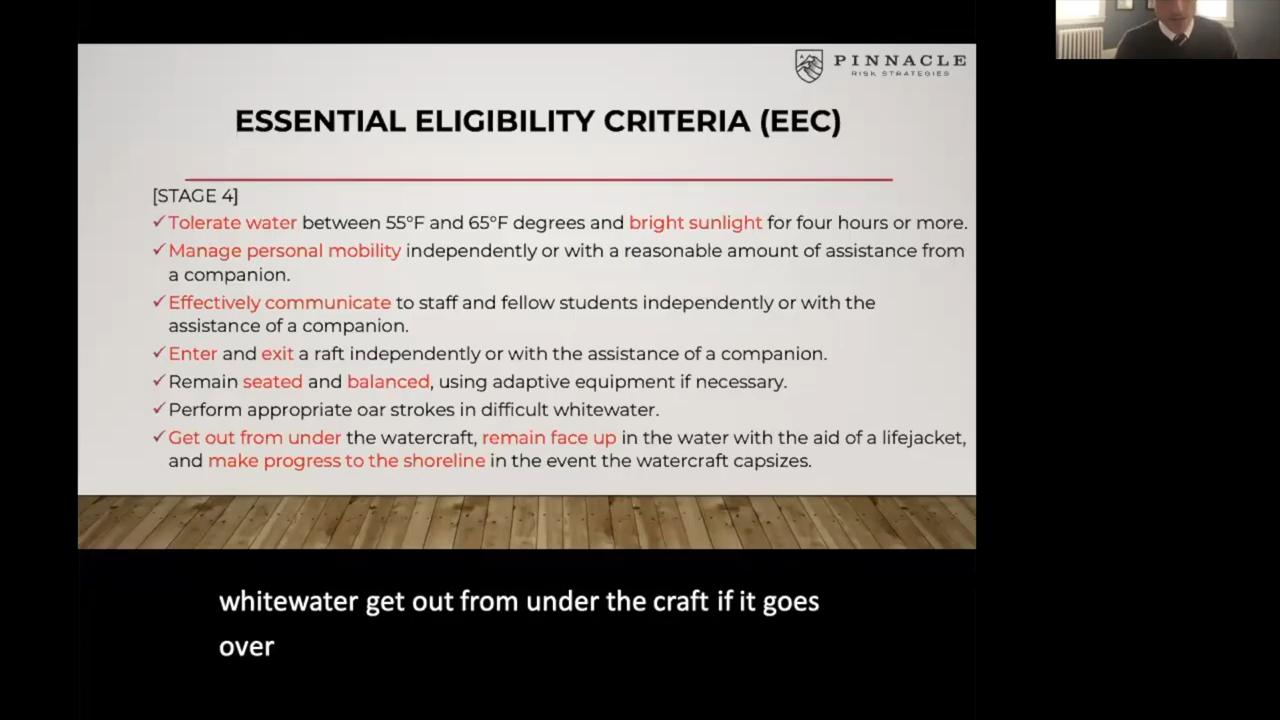 PINNACLE
RISK STRATEGIES
ESSENTIAL ELIGIBILITY CRITERIA (EEC)
[STAGE 4]
✓Tolerate water between 55°F and 65°F degrees and bright sunlight for four hours or more.
✓Manage personal mobility independently or with a reasonable amount of assistance from
a companion.
✓Effectively communicate to staff and fellow students independently or with the
assistance of a companion.
✓Enter and exit a raft independently or with the assistance of a companion.
✓Remain seated and balanced, using adaptive equipment if necessary.
✓Perform appropriate oar strokes in difficult whitewater.
✓Get out from under the watercraft, remain face up in the water with the aid of a lifejacket,
and make progress to the shoreline in the event the watercraft capsizes.
whitewater get out from under the craft if it goes
over